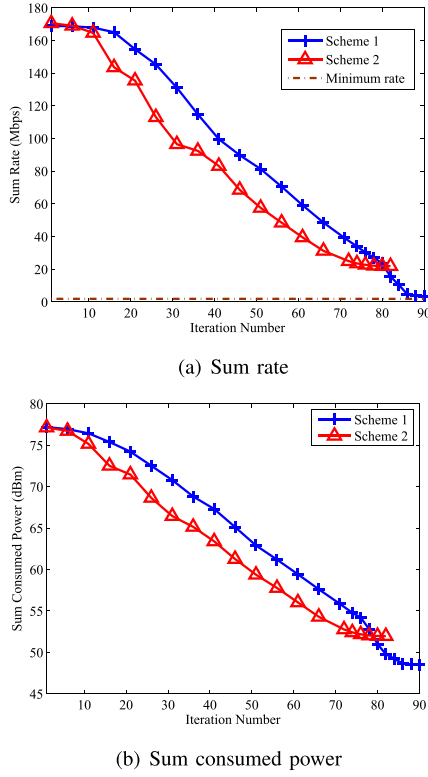 180
160
140
120
100
80
60
40
20
0
Sum Rate (Mbps)
Scheme 1
Scheme 2
Minimum rate
10 20 30 40 50 60 70 80 90
Iteration Number
(a) Sum rate
80
75
70
65
60
55
50
45
Sum Consumed Power (dBm)
Scheme 1
Scheme 2
10 20 30 40 50 60 70 80 90
Iteration Number
(b) Sum consumed power